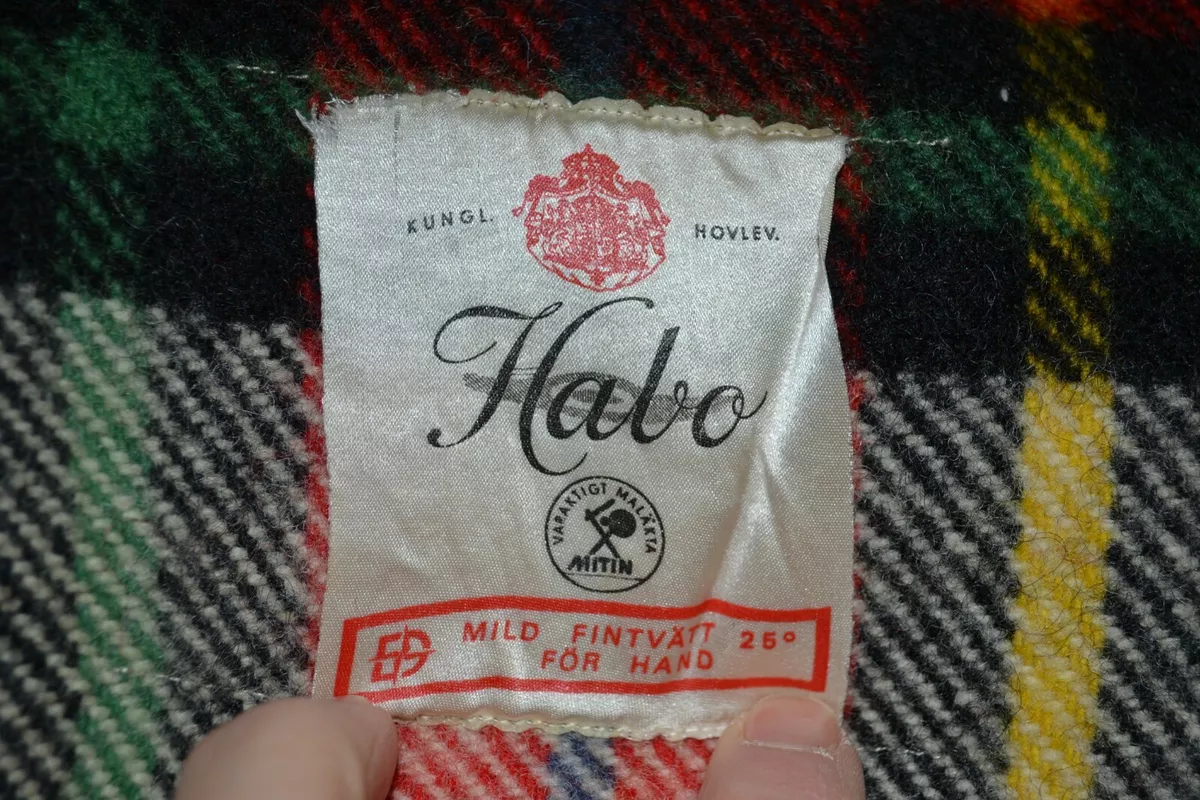 KUNGL. HOVLEV.
Habo
VARAKTIGT MALÄKTA
MITIN
MILD FINTVÄTT 25°
FÖR HAND